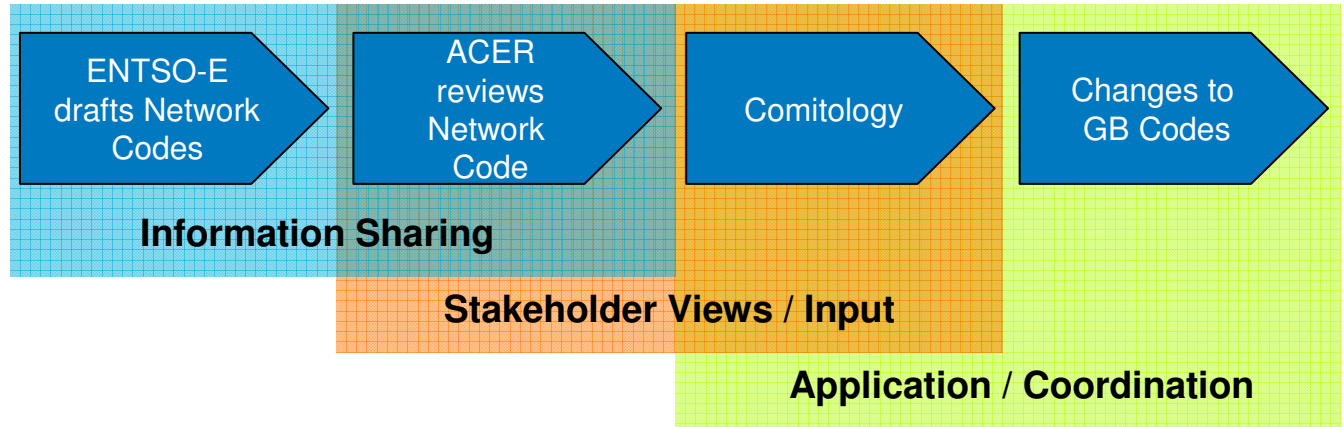 ENTSO-E
drafts Network
Codes
ACER
reviews
Network
Code
Comitology
Changes to
GB Codes
Information Sharing
Stakeholder Views / Input
Application / Coordination